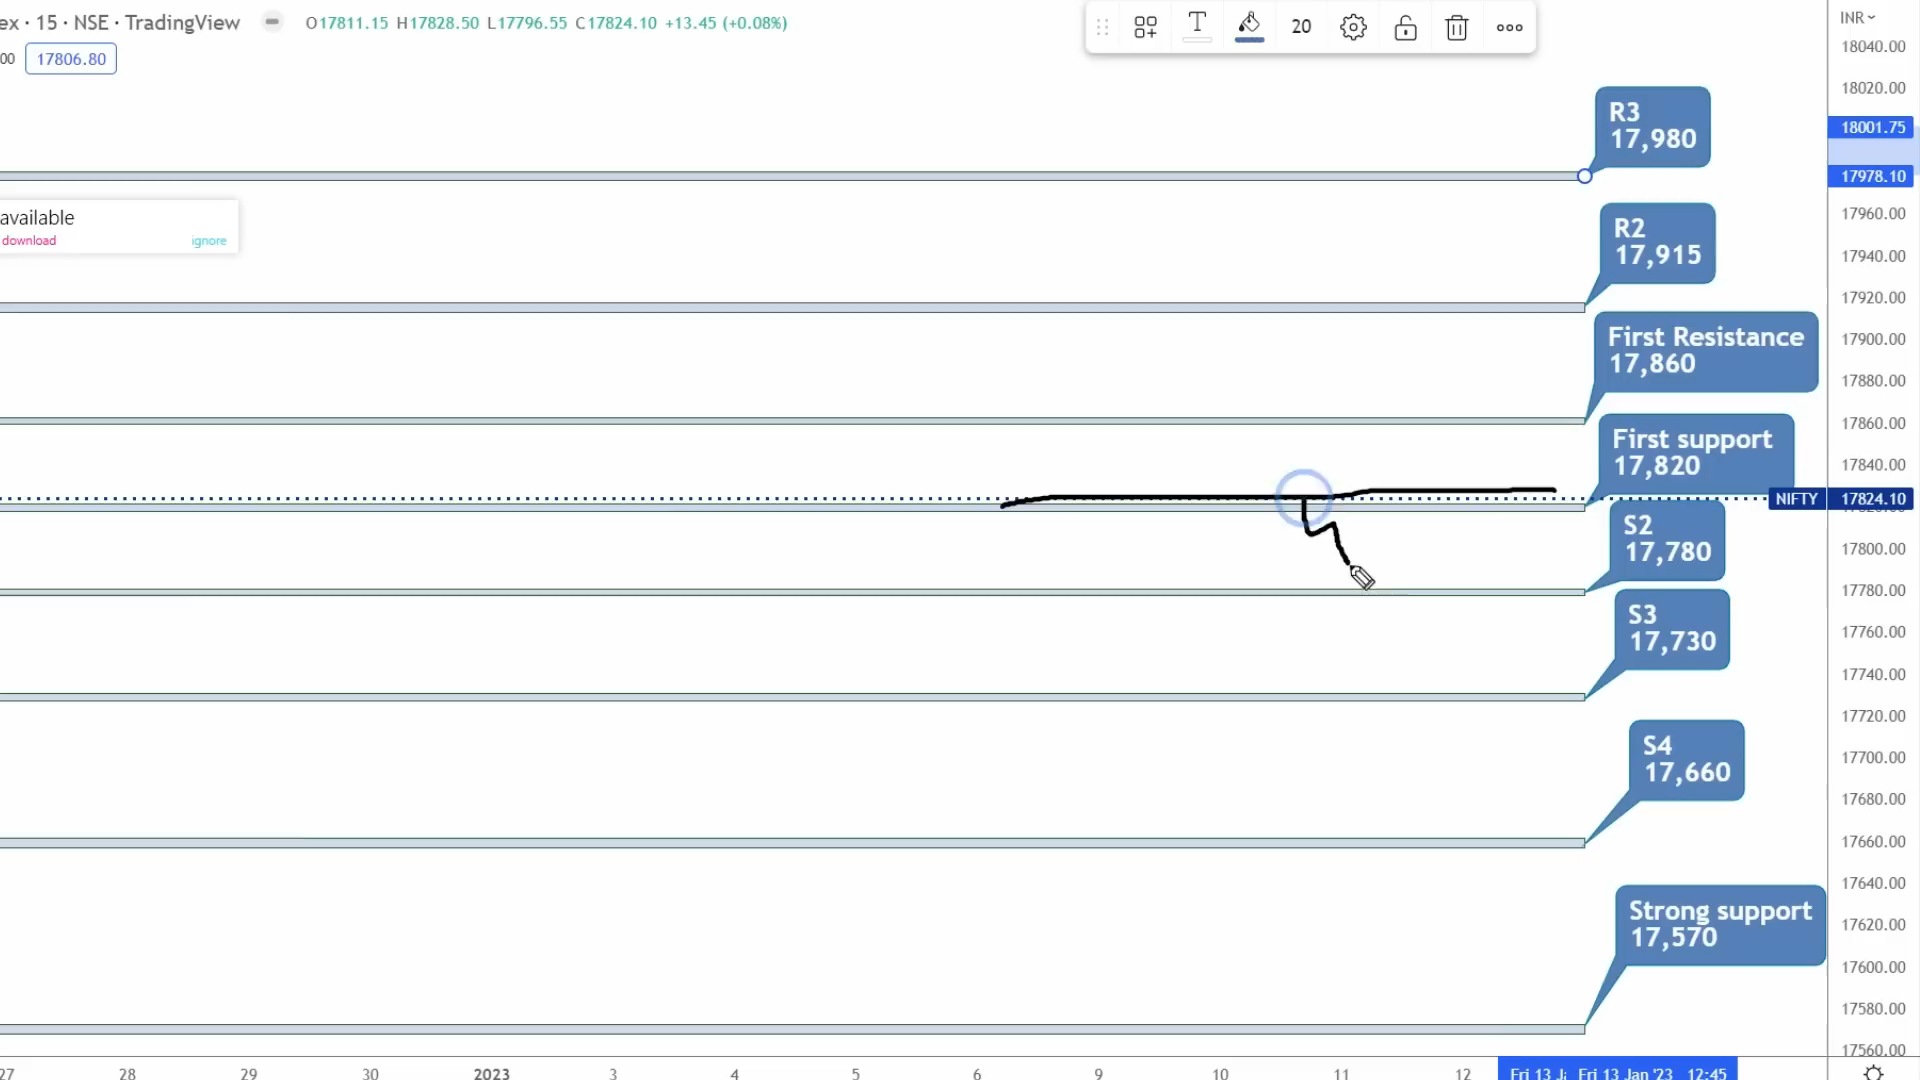 ex · 15 · NSE · TradingView
O17811.15 H17828.50 L17796.55 C17824.10 +13.45 (+0.08%)
00
17806.80
T
20
INR
18040.00
18020.00
18001.75
17978.10
17960.00
17940.00
17920.00
17900.00
17880.00
17860.00
17840.00
NIFTY 17824.10
17800.00
17780.00
17760.00
17740.00
17720.00
17700.00
17680.00
17660.00
17640.00
17620.00
17600.00
17580.00
17560.00
available
download ignore
R3
17,980
R2
17,915
First Resistance
17,860
First support
17,820
S2
17,780
S3
17,730
S4
17,660
Strong support
17,570
27 28 29 30 2023 3 4 5 6 9 10 11 12 Fri 13 J Fri 13 Jan '23 12:45